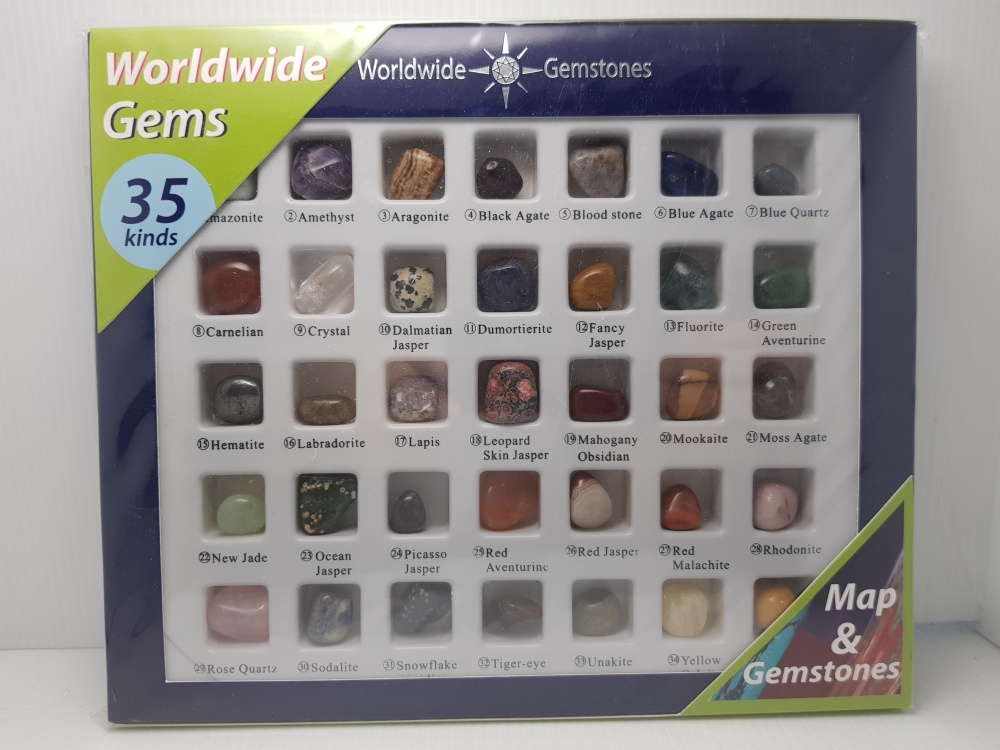 Worldwide
Gems
35
kinds
Worldwide Gemstones
mazonite
②Amethyst
③Aragonite
④Black Agate
⑤Blood stone
⑥Blue Agate
⑦Blue Quartz
⑧Carnelian
⑨Crystal
⑩Dalmatian
Jasper
⑪Dumortierite
⑫Fancy
Jasper
⑬Fluorite
⑭Green
Aventurine
⑮Hematite
⑯Labradorite
⑰Lapis
⑱Leopard
Skin Jasper
⑲Mahogany
Obsidian
⑳Mookaite
㉑Moss Agate
㉒New Jade
㉓Ocean
Jasper
㉔Picasso
Jasper
㉕Red
Aventurine
㉖Red Jasper
㉗Red
Malachite
㉘Rhodonite
㉙Rose Quartz
㉚Sodalite
㉛Snowflake
㉜Tiger-eye
㉝Unakite
㉞Yellow
Map
&
Gemstones